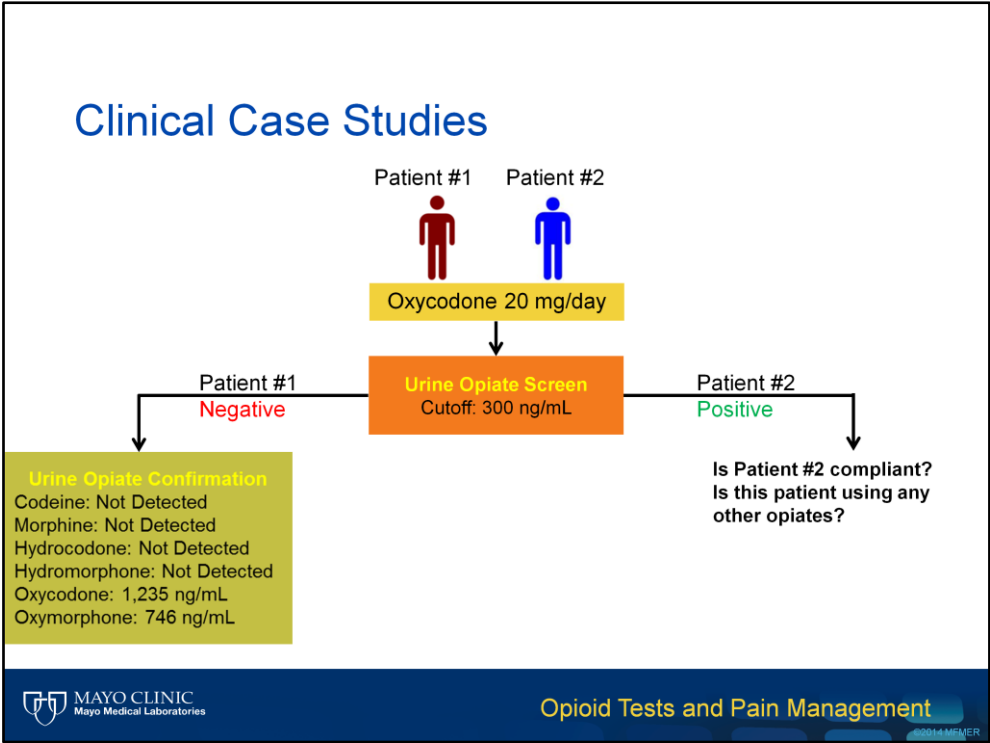 Clinical Case Studies
Patient #1
Patient #2
Oxycodone 20 mg/day
Urine Opiate Screen
Cutoff: 300 ng/mL
Patient #1
Negative
Patient #2
Positive
Urine Opiate Confirmation
Codeine: Not Detected
Morphine: Not Detected
Hydrocodone: Not Detected
Hydromorphone: Not Detected
Oxycodone: 1,235 ng/mL
Oxymorphone: 746 ng/mL
Is Patient #2 compliant?
Is this patient using any
other opiates?
MAYO CLINIC
Mayo Medical Laboratories
Opioid Tests and Pain Management
©2014 MFMER